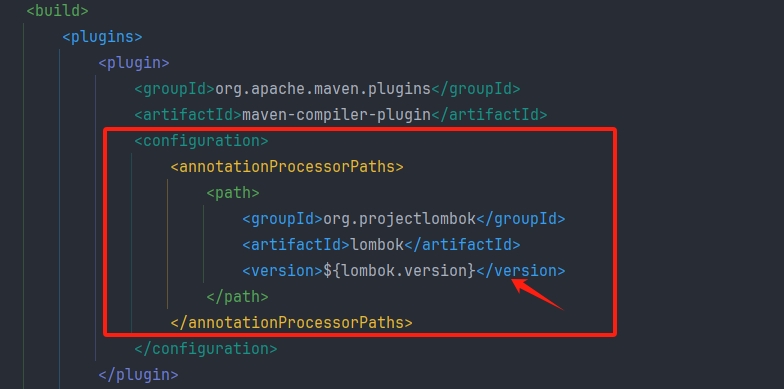 <build>
<plugins>
<plugin>
<groupId>org.apache.maven.plugins</groupId>
<artifactId>maven-compiler-plugin</artifactId>
<configuration>
<annotationProcessorPaths>
<path>
<groupId>org.projectlombok</groupId>
<artifactId>lombok</artifactId>
<version>${lombok.version}</version>
</path>
</annotationProcessorPaths>
</configuration>
</plugin>